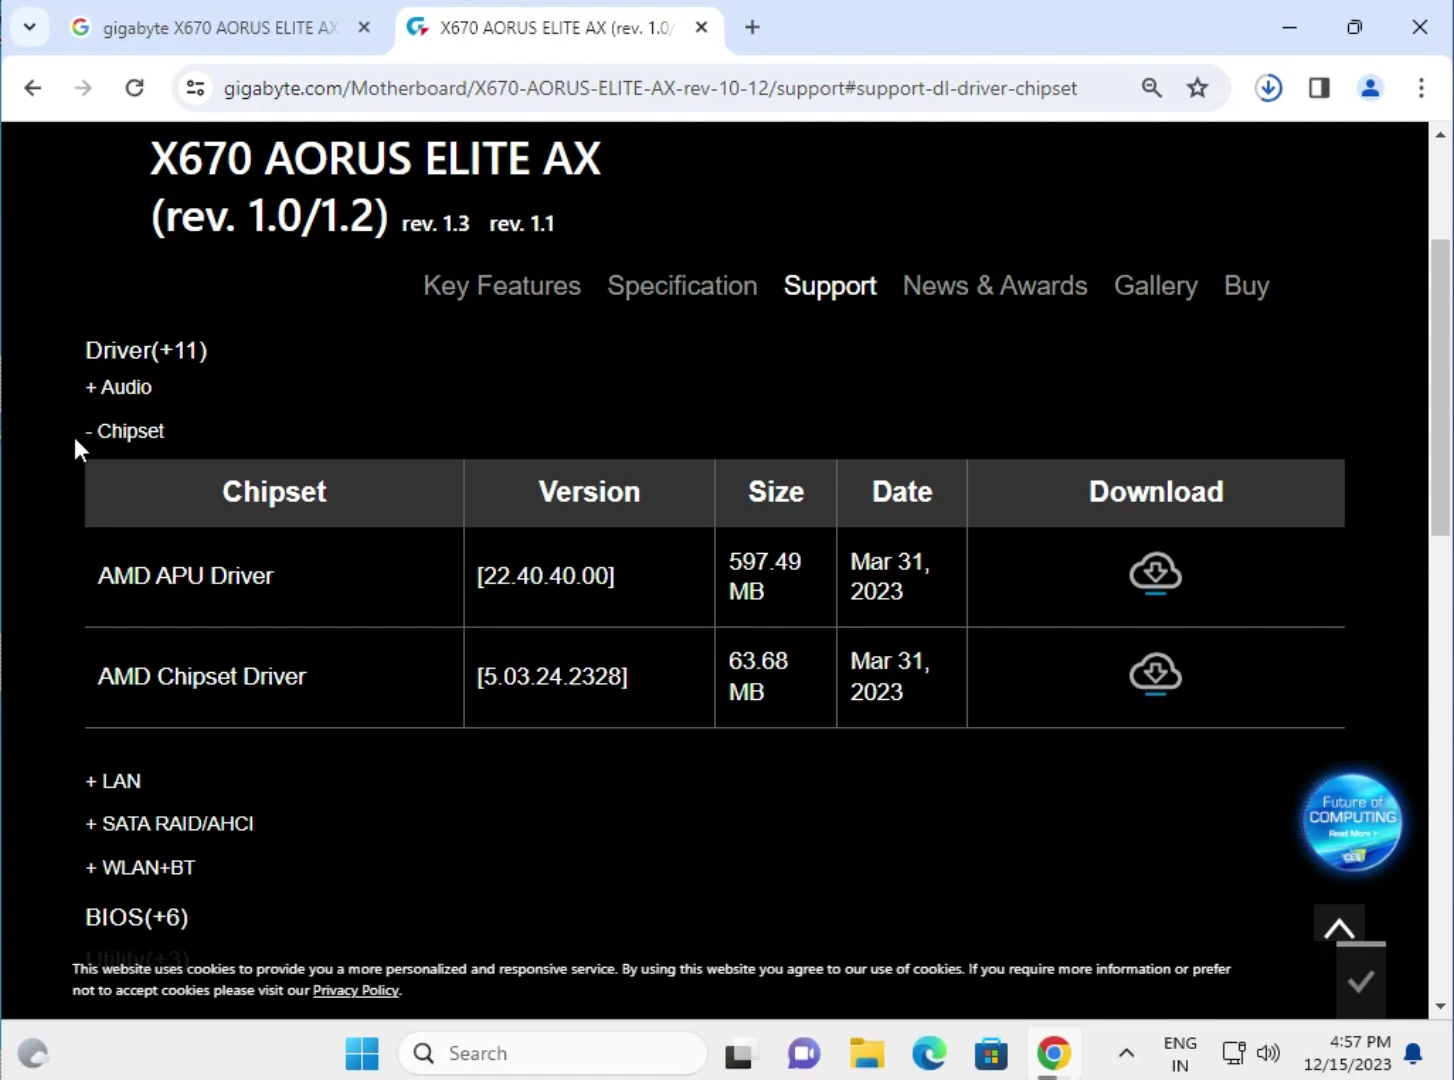 gigabyte X670 AORUS ELITE AX
X670 AORUS ELITE AX (rev. 1.0/
gigabyte.com/Motherboard/X670-AORUS-ELITE-AX-rev-10-12/support#support-dl-driver-chipset
X670 AORUS ELITE AX
(rev. 1.0/1.2) rev. 1.3 rev. 1.1
Key Features Specification Support News & Awards Gallery Buy
Driver(+11)
+ Audio
- Chipset
Chipset Version Size Date Download
AMD APU Driver [22.40.40.00] 597.49 MB Mar 31, 2023
AMD Chipset Driver [5.03.24.2328] 63.68 MB Mar 31, 2023
+ LAN
+ SATA RAID/AHCI
+ WLAN+BT
Future of
COMPUTING
Read More >
CES
BIOS(+6)
Utility(+3)
This website uses cookies to provide you a more personalized and responsive service. By using this website you agree to our use of cookies. If you require more information or prefer
not to accept cookies please visit our Privacy Policy.
Search
ENG
IN
4:57 PM
12/15/2023